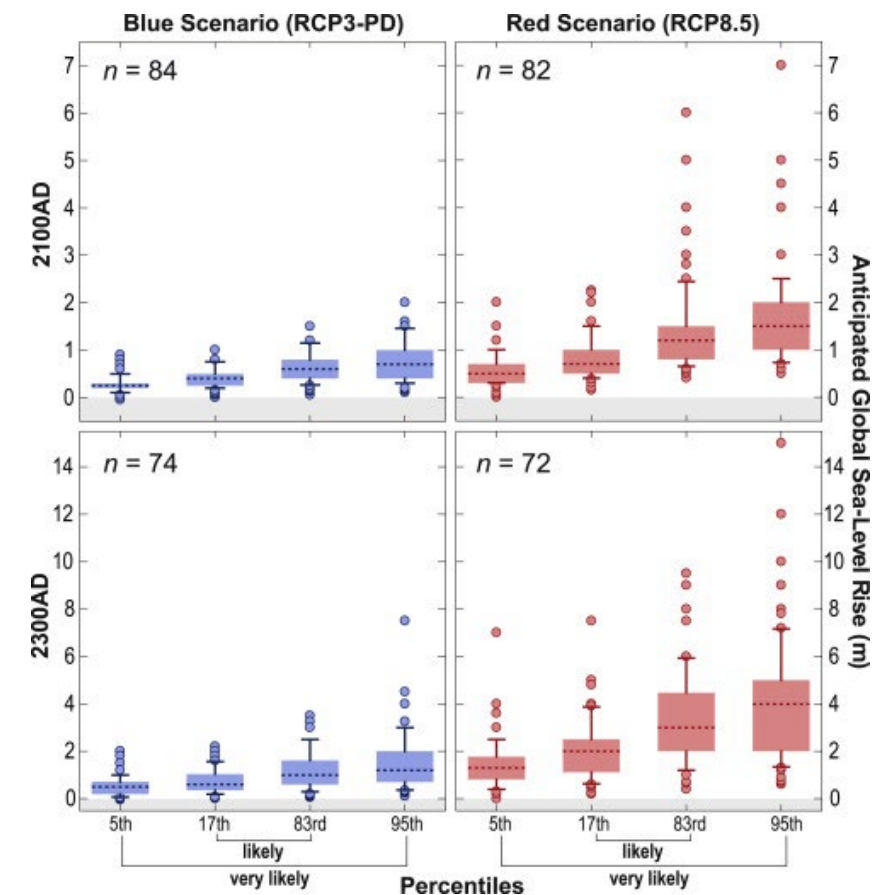 Blue Scenario (RCP3-PD)
Red Scenario (RCP8.5)
n = 84
n = 82
7
6
5
4
3
2
1
0
7
6
5
4
3
2
1
0
2100AD
n = 74
n = 72
14
12
10
8
6
4
2
0
14
12
10
8
6
4
2
0
2300AD
Anticipated Global Sea-Level Rise (m)
5th 17th 83rd 95th
5th 17th 83rd 95th
likely
likely
very likely
very likely
Percentiles